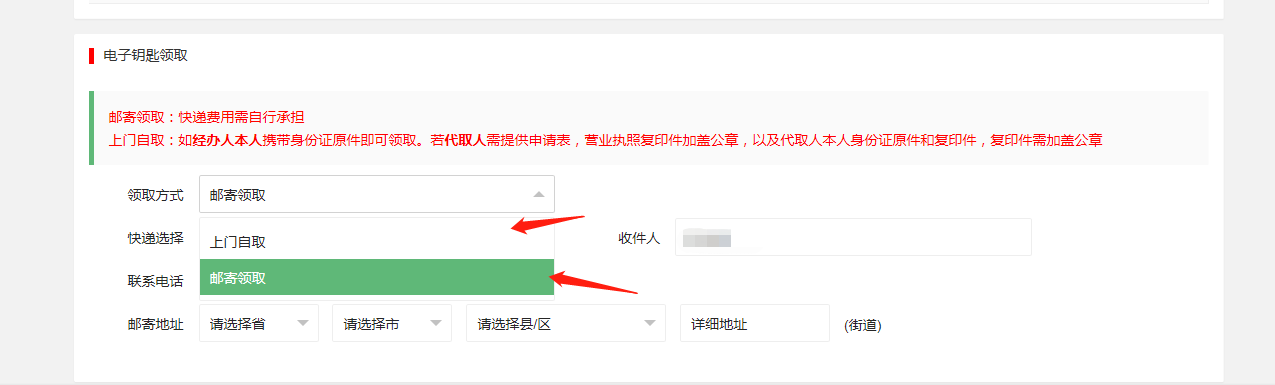 电子钥匙领取
邮寄领取：快递费用需自行承担
上门自取：如经办人本人携带身份证原件即可领取。若代取人需提供申请表，营业执照复印件加盖公章，以及代取人本人身份证原件和复印件，复印件需加盖公章
领取方式 邮寄领取
快递选择 上门自取 收件人
联系电话 邮寄领取
邮寄地址 请选择省 请选择市 请选择县/区 详细地址 (街道)